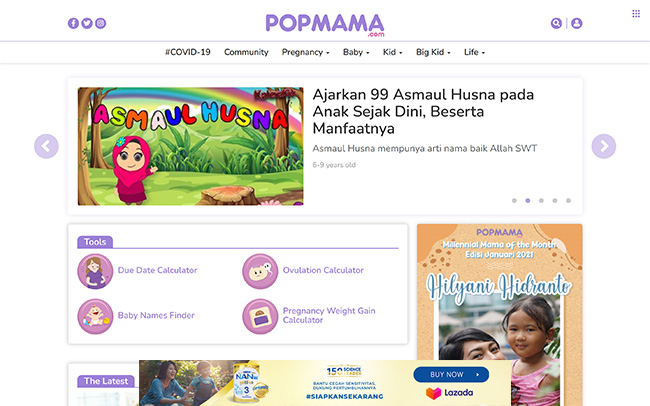 POPMAMA
.com
#COVID-19 Community Pregnancy Baby Kid Big Kid Life
ASMAUL HUSNA
Ajarkan 99 Asmaul Husna pada
Anak Sejak Dini, Beserta
Manfaatnya
Asmaul Husna mempunya arti nama baik Allah SWT
6-9 years old
Tools
Due Date Calculator
Ovulation Calculator
Baby Names Finder
Pregnancy Weight Gain
Calculator
POPMAMA
Millennial Mama of the Month
Edisi Januari 2021
Hilyani Hidranto
The Latest
NAN
3
150 SCIENCE
BANTU CEGAH SENSITIVITAS,
DUKUNG PERTUMBUHANNYA
#SIAPKANSEKARANG
BUY NOW
Lazada